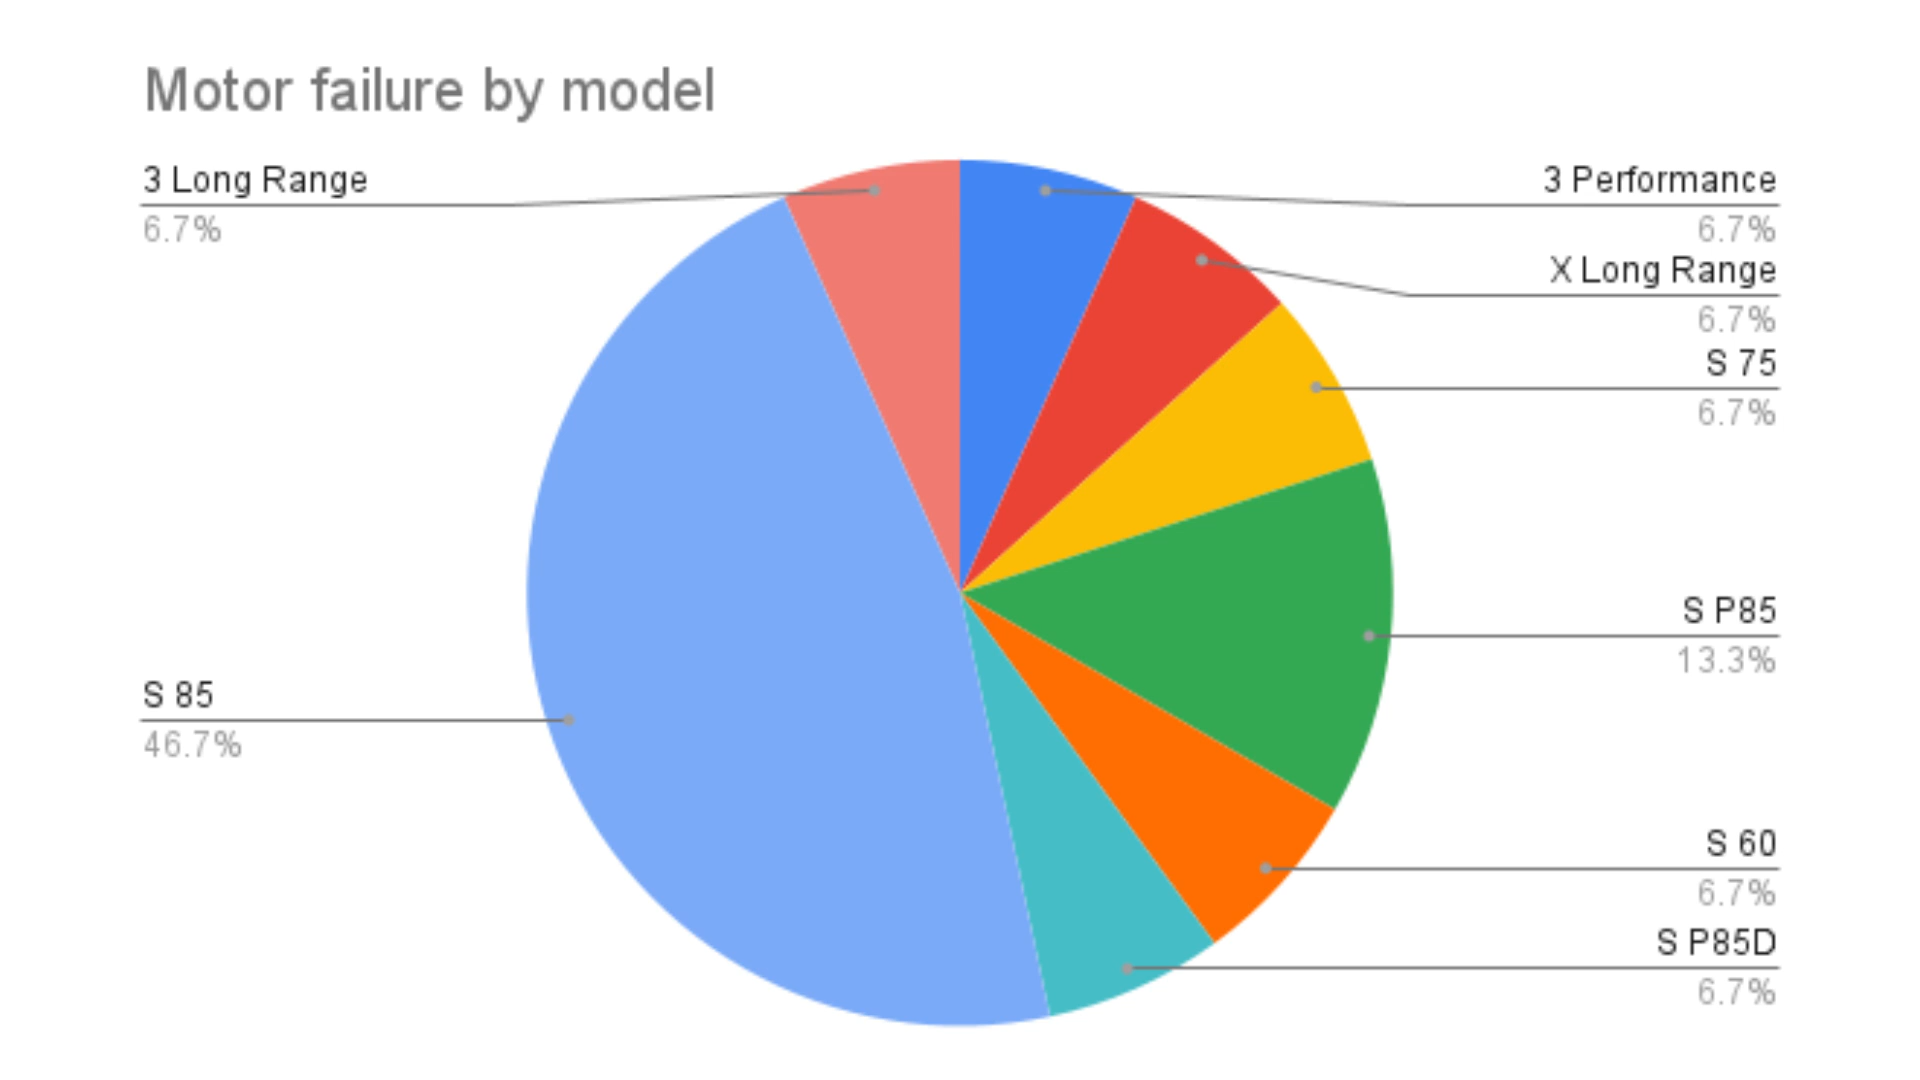 Motor failure by model
3 Long Range
6.7%
3 Performance
6.7%
X Long Range
6.7%
S 75
6.7%
S P85
13.3%
S 85
46.7%
S 60
6.7%
S P85D
6.7%